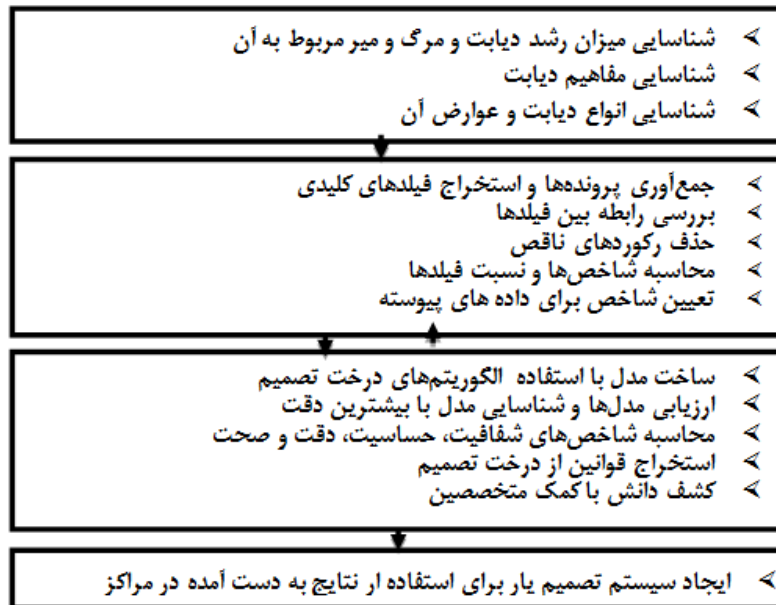 شناسایی میزان رشد دیابت و مرگ و میر مربوط به آن
شناسایی مفاهیم دیابت
شناسایی انواع دیابت و عوارض آن
جمع‌آوری پرونده‌ها و استخراج فیلدهای کلیدی
بررسی رابطه بین فیلدها
حذف رکوردهای ناقص
محاسبه شاخص‌ها و نسبت فیلدها
تعیین شاخص برای داده های پیوسته
ساخت مدل با استفاده الگوریتم‌های درخت تصمیم
ارزیابی مدل‌ها و شناسایی مدل با بیشترین دقت
محاسبه شاخص‌های شفافیت، حساسیت، دقت و صحت
استخراج قوانین از درخت تصمیم
کشف دانش با کمک متخصصین
ایجاد سیستم تصمیم یار برای استفاده ار نتایج به دست آمده در مراکز